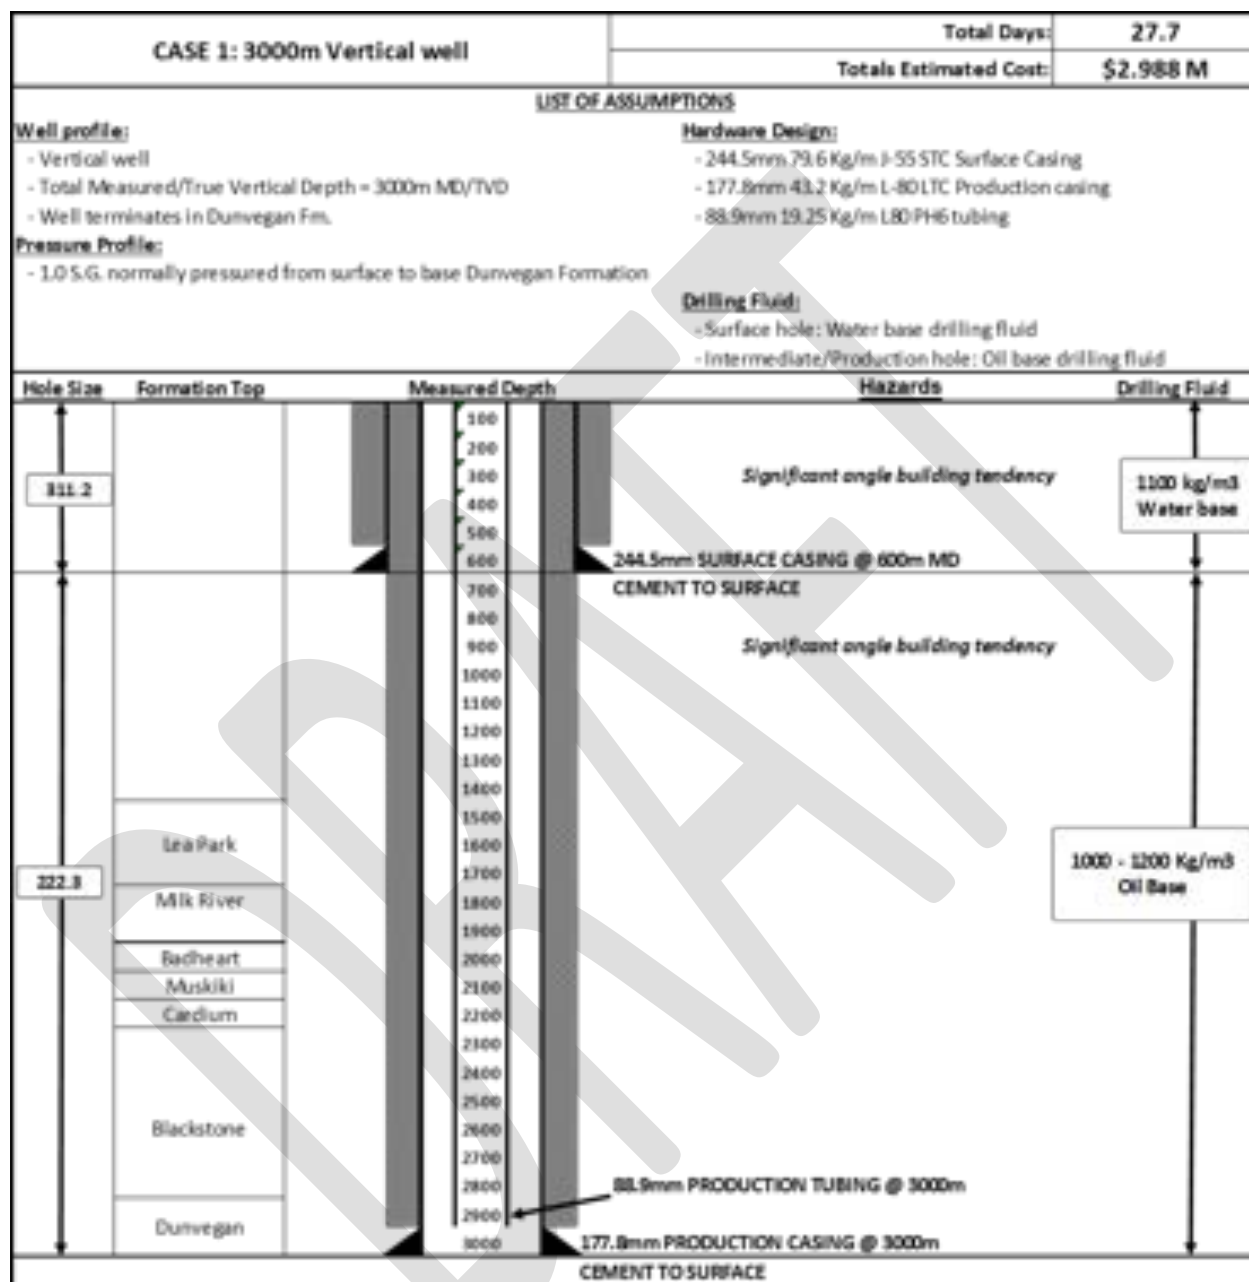 CASE 1: 3000m Vertical well
Total Days: 27.7
Totals Estimated Cost: $2.988 M
LIST OF ASSUMPTIONS
Well profile:
- Vertical well
- Total Measured/True Vertical Depth = 3000m MD/TVD
- Well terminates in Dunvegan Fm.
Pressure Profile:
- 1.0 S.G. normally pressured from surface to base Dunvegan Formation
Hardware Design:
- 244.5mm 79.6 Kg/m J-55 STC Surface Casing
- 177.8mm 43.2 Kg/m L-80 LTC Production casing
- 88.9mm 19.25 Kg/m L80 PH6 tubing
Drilling Fluid:
- Surface hole: Water base drilling fluid
- Intermediate/Production hole: Oil base drilling fluid
Hole Size Formation Top Measured Depth Hazards Drilling Fluid
100
200
300
Significant angle building tendency
311.2
1100 kg/m3
Water base
400
500
600
244.5mm SURFACE CASING @ 600m MD
700
CEMENT TO SURFACE
800
900
Significant angle building tendency
1000
1100
1200
1300
1400
1500
1600
Lea Park
1700
1000 - 1200 Kg/m3
Oil Base
222.3
1800
Milk River
1900
2000
Badheart
2100
Muskiki
2200
Cardium
2300
2400
2500
2600
Blackstone
2700
2800
88.9mm PRODUCTION TUBING @ 3000m
2900
Dunvegan
3000
177.8mm PRODUCTION CASING @ 3000m
CEMENT TO SURFACE
DRAFT